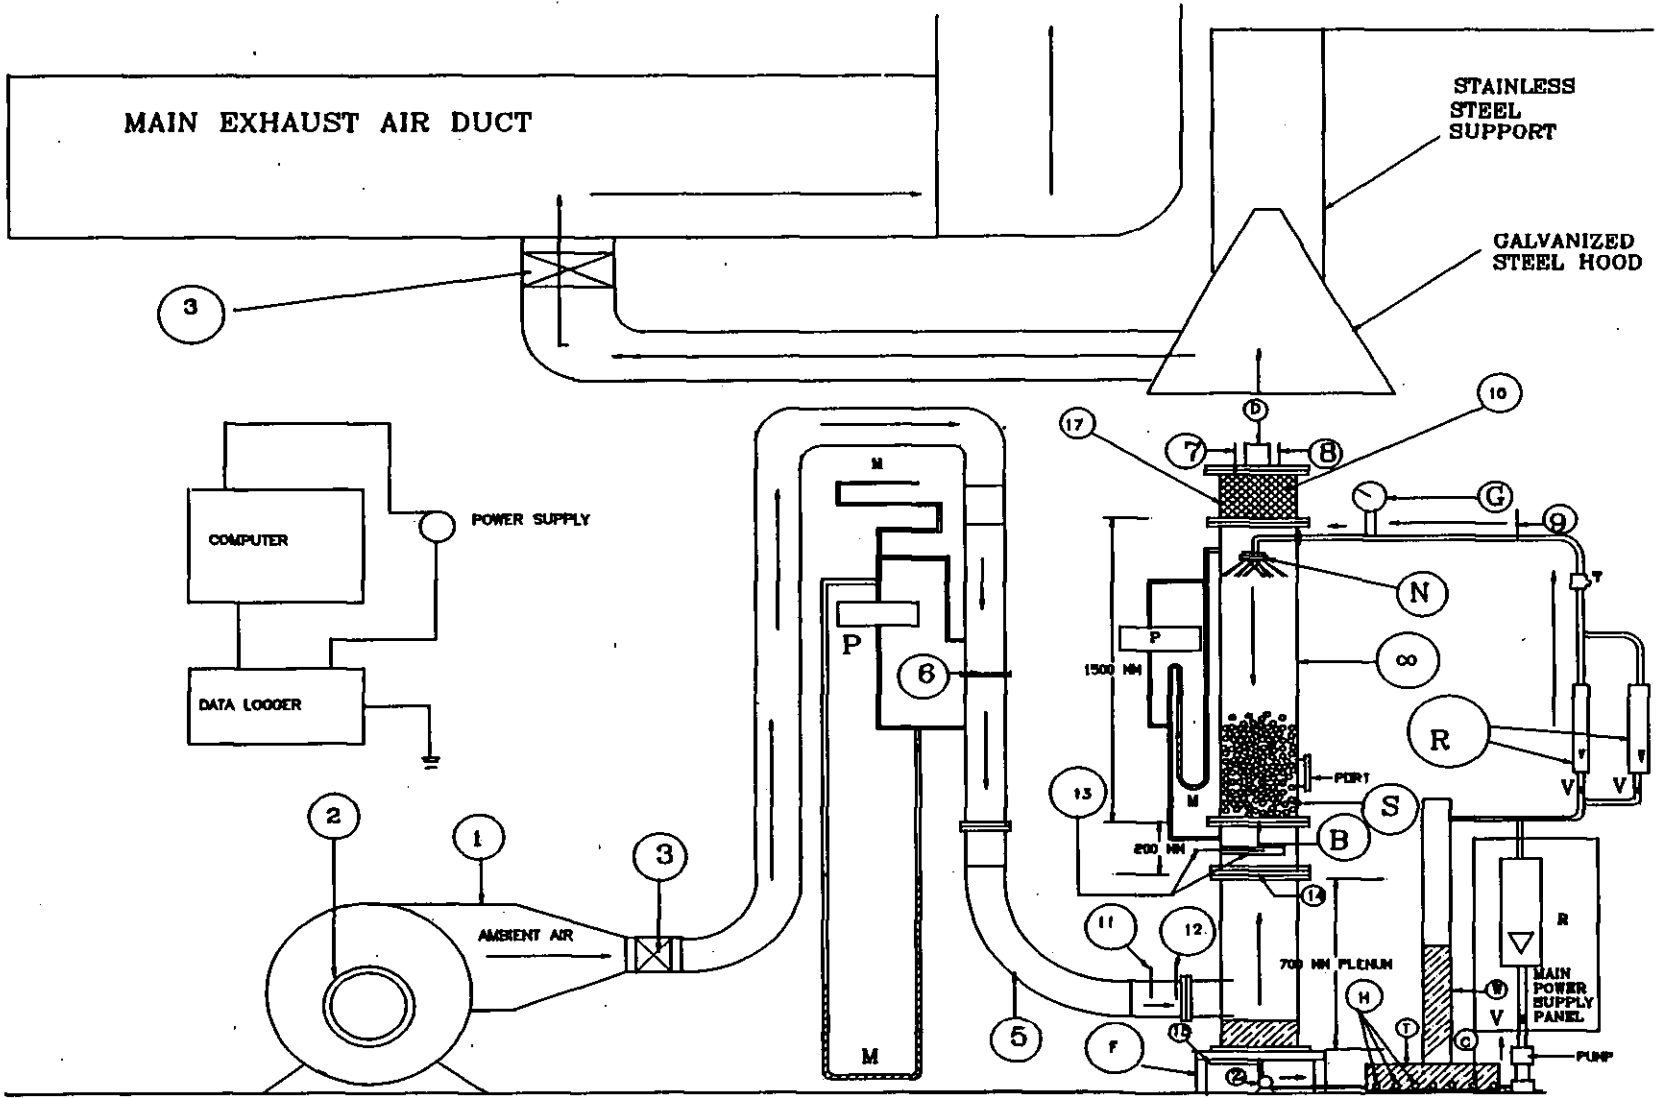 MAIN EXHAUST AIR DUCT
STAINLESS
STEEL
SUPPORT
GALVANIZED
STEEL HOOD
3
D
10
17
7
8
M
G
9
POWER SUPPLY
COMPUTER
N
T
P
P
1500 MM
∞
6
DATA LOGGER
R
PORT
V
V
M
13
S
2
1
3
B
200 MM
14
R
AMBIENT AIR
11
12
700 MM PLENUM
H
W
MAIN
POWER
SUPPLY
PANEL
V
15
T
C
5
F
M
2
PUMP